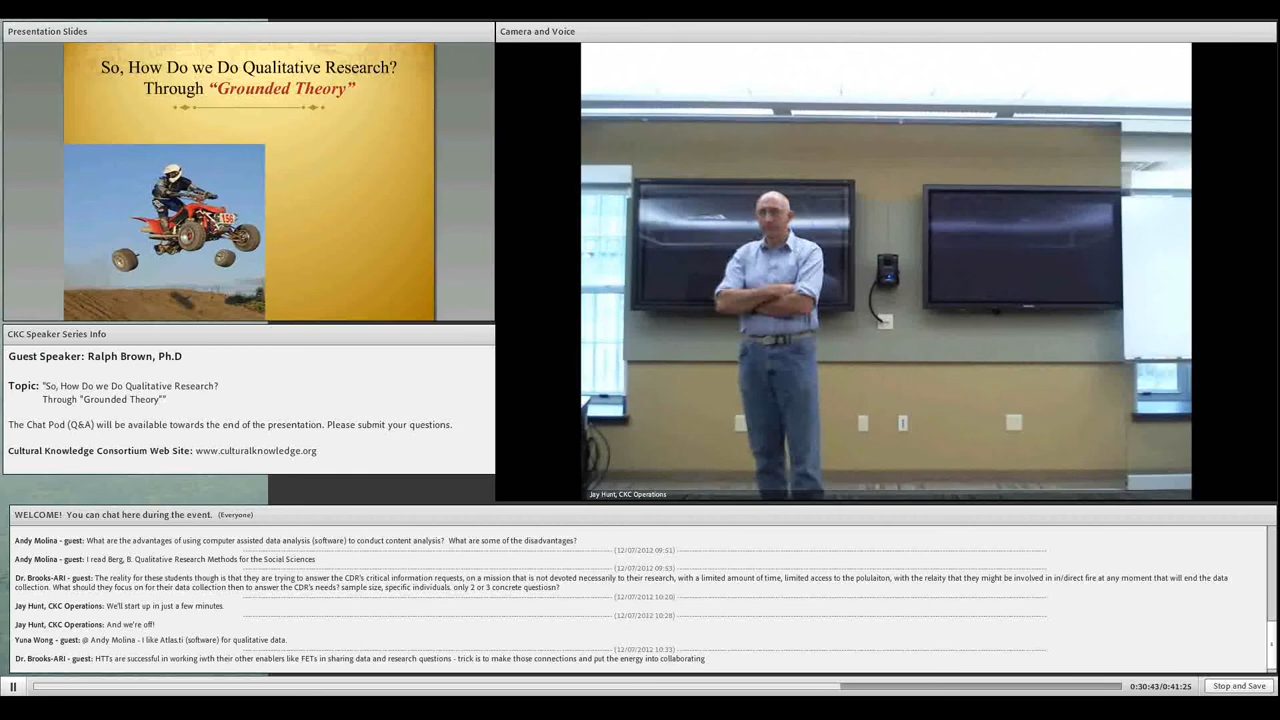 Presentation Slides
So, How Do we Do Qualitative Research?
Through “Grounded Theory”
156
CKC Speaker Series Info
Guest Speaker: Ralph Brown, Ph.D
Topic: "So, How Do we Do Qualitative Research?
Through "Grounded Theory""
The Chat Pod (Q&A) will be available towards the end of the presentation. Please submit your questions.
Cultural Knowledge Consortium Web Site: www.culturalknowledge.org
Camera and Voice
Jay Hunt, CKC Operations
WELCOME! You can chat here during the event. (Everyone)
Andy Molina - guest: What are the advantages of using computer assisted data analysis (software) to conduct content analysis? What are some of the disadvantages?
(12/07/2012 09:51)
Andy Molina - guest: I read Berg, B. Qualitative Research Methods for the Social Sciences
(12/07/2012 09:53)
Dr. Brooks-ARI - guest: The reality for these students though is that they are trying to answer the CDR's critical information requests, on a mission that is not devoted necessarily to their research, with a limited amount of time, limited access to the polulaiton, with the relaity that they might be involved in in/direct fire at any moment that will end the data
collection. What should they focus on for their data collection then to answer the CDR's needs? sample size, specific individuals. only 2 or 3 concrete questiosn?
(12/07/2012 10:20)
Jay Hunt, CKC Operations: We'll start up in just a few minutes.
(12/07/2012 10:28)
Jay Hunt, CKC Operations: And we're off!
Yuna Wong - guest: @ Andy Molina - I like Atlas.ti (software) for qualitative data.
(12/07/2012 10:33)
Dr. Brooks-ARI - guest: HTTs are successful in working iwth their other enablers like FETs in sharing data and research questions - trick is to make those connections and put the energy into collaborating
0:30:43/0:41:25
Stop and Save